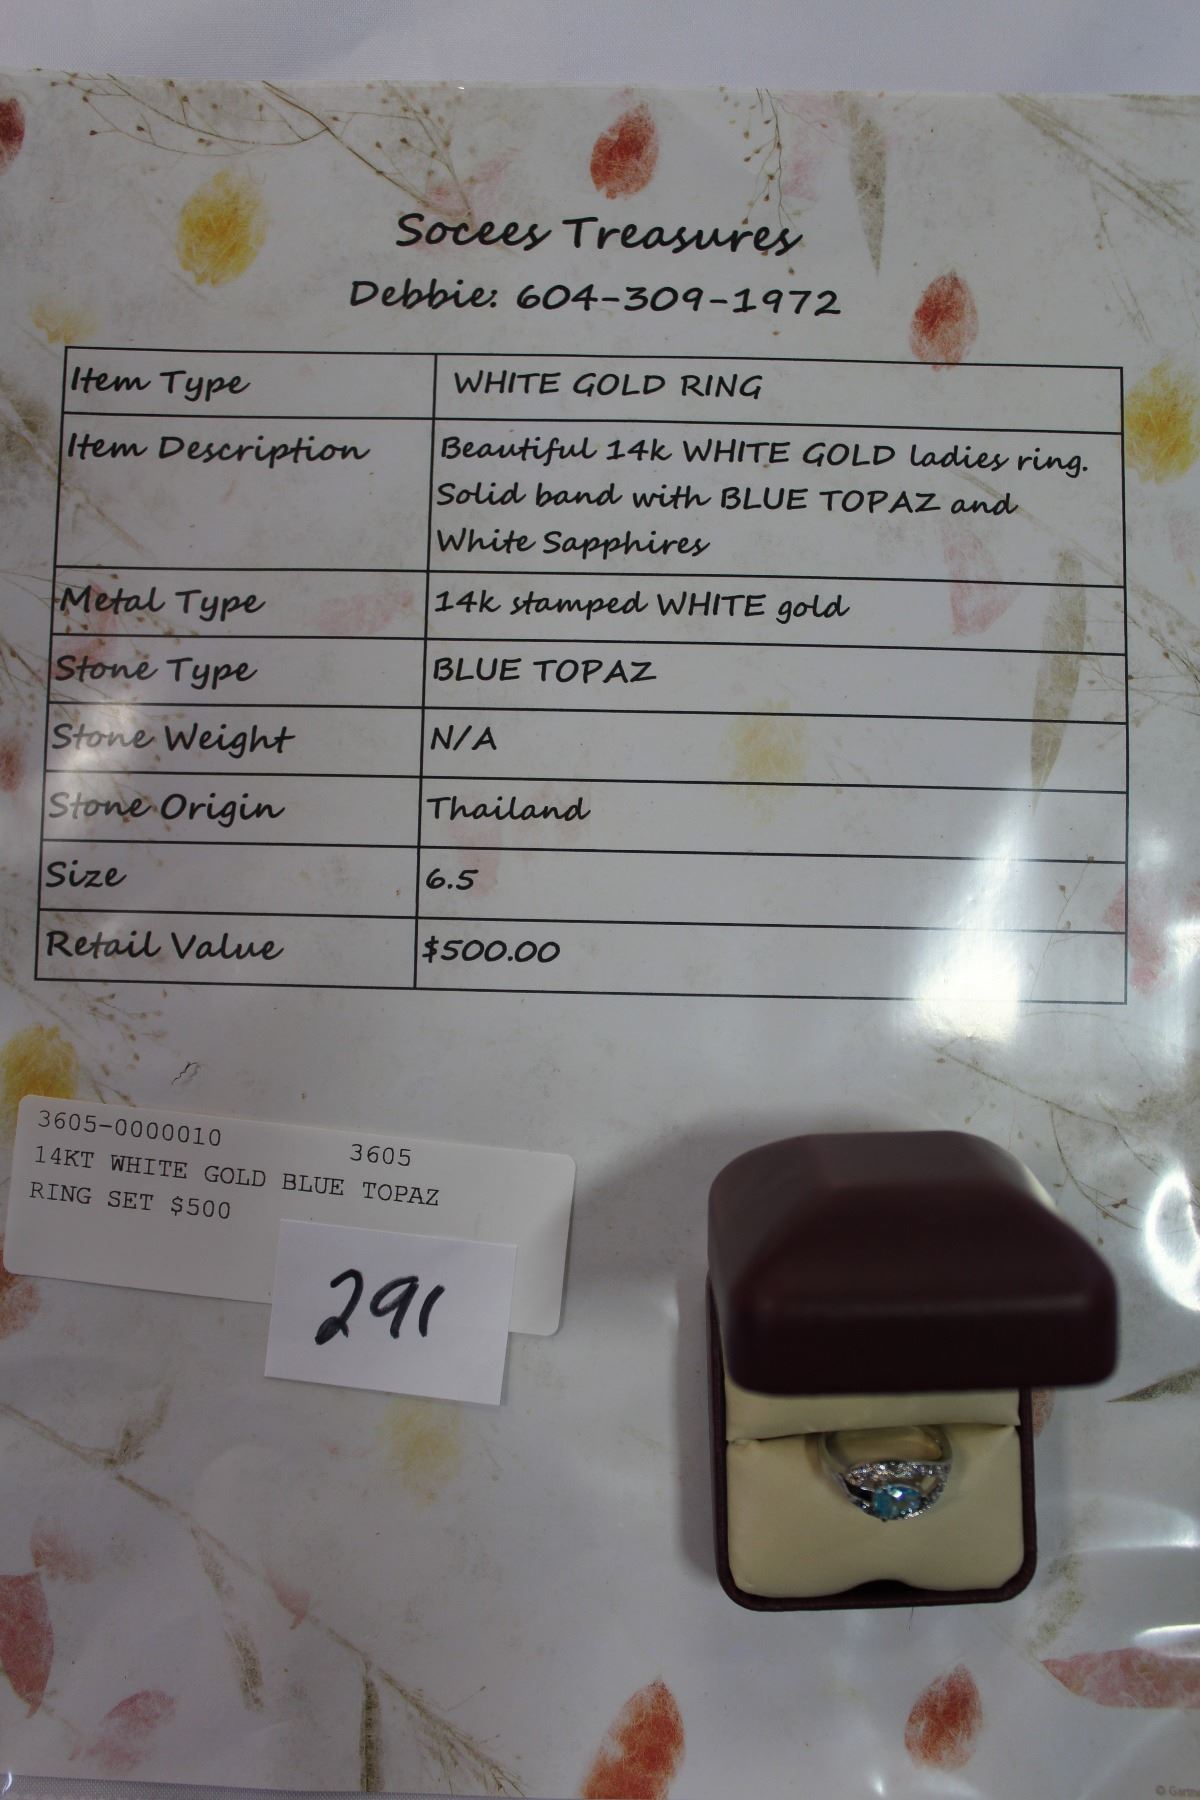 Socees Treasures
Debbie: 604-309-1972
Item Type WHITE GOLD RING
Item Description Beautiful 14k WHITE GOLD ladies ring.
Solid band with BLUE TOPAZ and
White Sapphires
Metal Type 14k stamped WHITE gold
Stone Type BLUE TOPAZ
Stone Weight N/A
Stone Origin Thailand
Size 6.5
Retail Value $500.00
3605-0000010 3605
14KT WHITE GOLD BLUE TOPAZ
RING SET $500
291